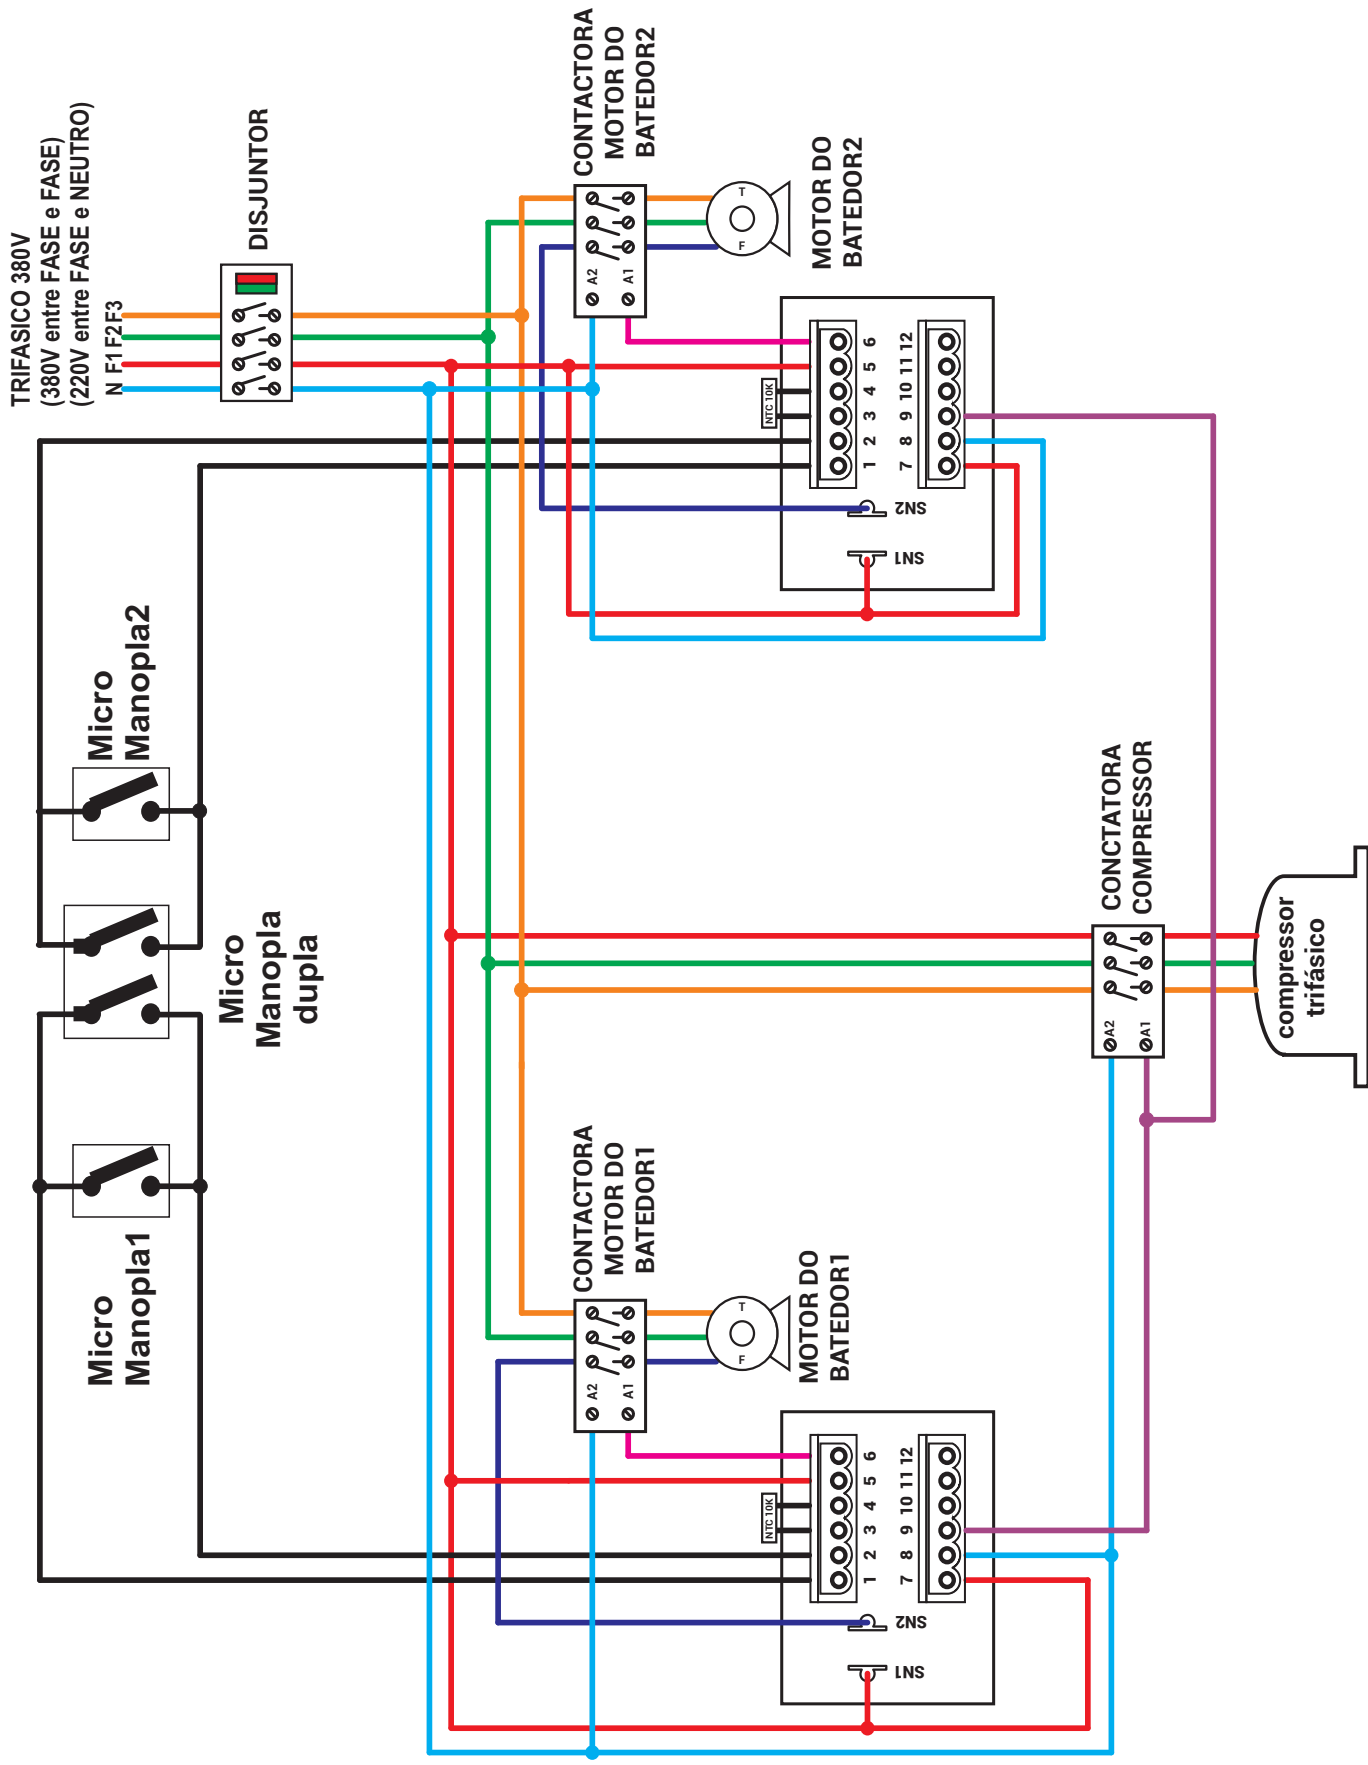 TRIFASICO 380V
(380V entre FASE e FASE)
(220V entre FASE e NEUTRO)
N F1 F2 F3
DISJUNTOR
CONTACTORA
MOTOR DO
BATEDOR2
A2
A1
F T
MOTOR DO
BATEDOR2
NTC 10K
1 2 3 4 5 6
7 8 9 10 11 12
SN2
SN1
Micro
Manopla2
Micro
Manopla
dupla
Micro
Manopla1
CONCTATORA
COMPRESSOR
A2
A1
compressor
trifásico
CONTACTORA
MOTOR DO
BATEDOR1
A2
A1
F T
MOTOR DO
BATEDOR1
NTC 10K
1 2 3 4 5 6
7 8 9 10 11 12
SN2
SN1